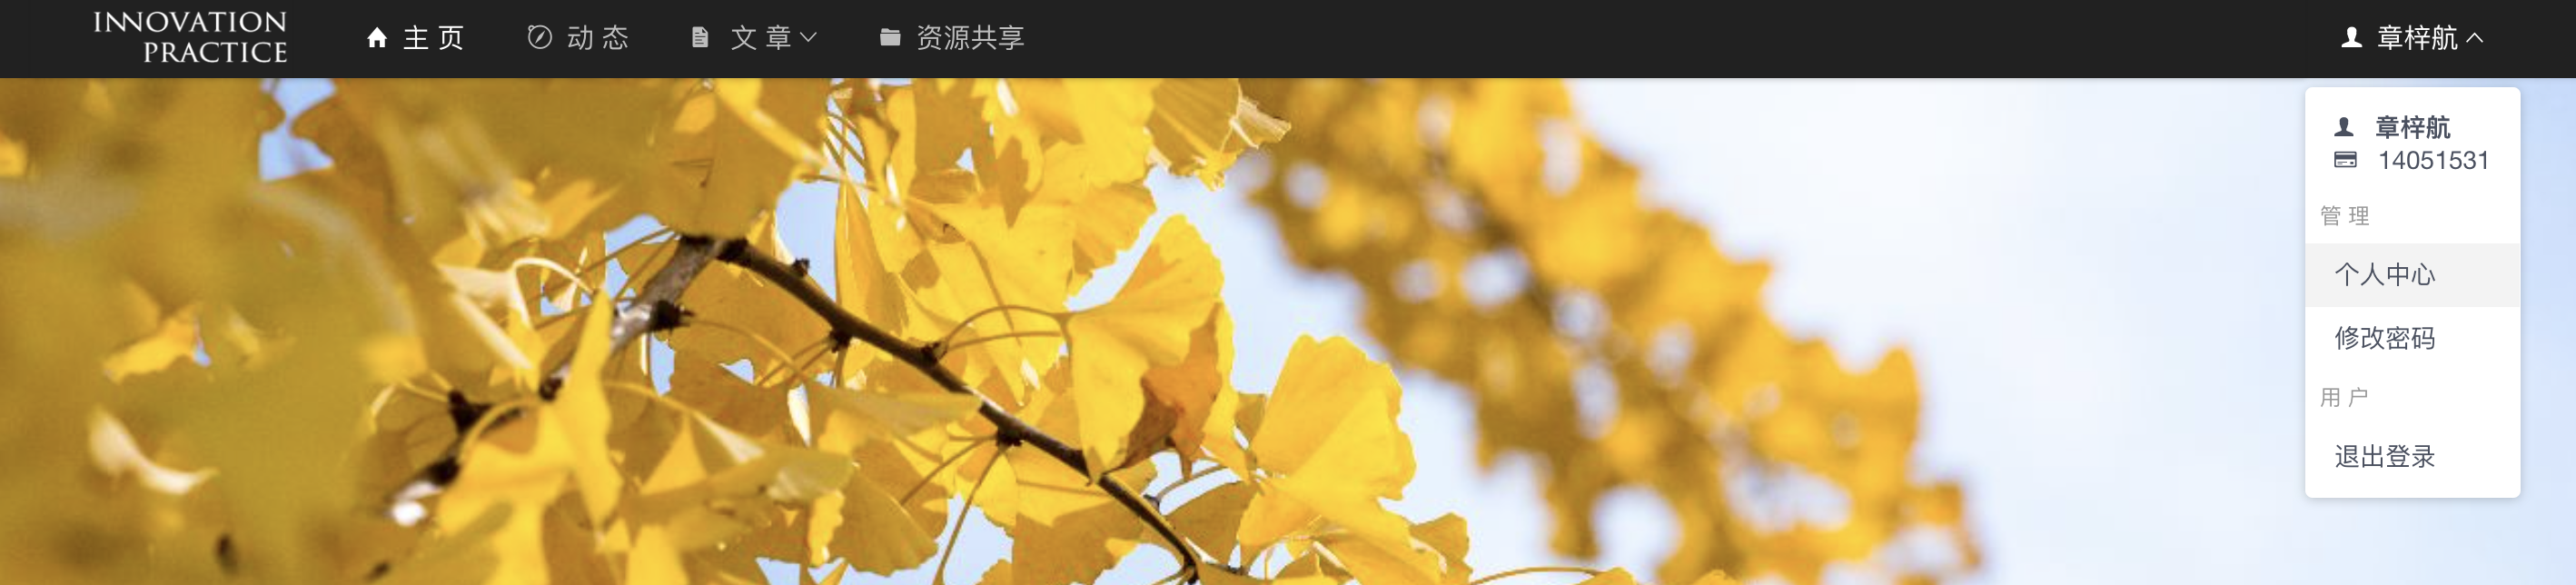 INNOVATION
PRACTICE
主 页
动 态
文 章
资源共享
章梓航
章梓航
14051531
管 理
个人中心
修改密码
用 户
退出登录